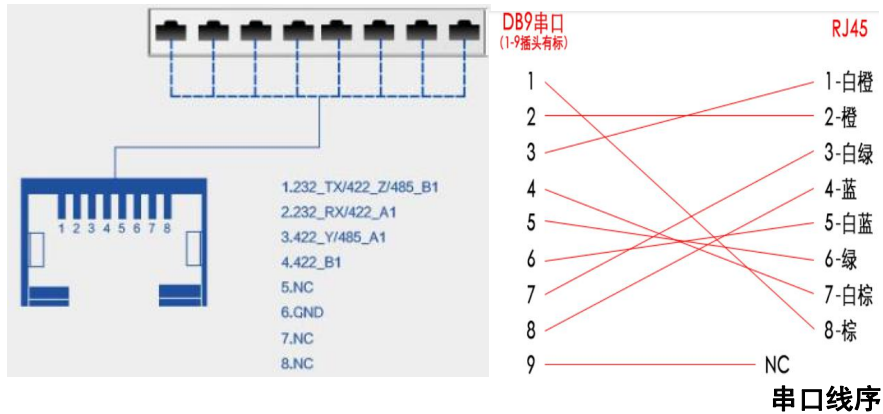 1 2 3 4 5 6 7 8
1.232_TX/422_Z/485_B1
2.232_RX/422_A1
3.422_Y/485_A1
4.422_B1
5.NC
6.GND
7.NC
8.NC
DB9串口
(1-9插头有标)
RJ45
1
1-白橙
2
2-橙
3
3-白绿
4
4-蓝
5
5-白蓝
6
6-绿
7
7-白棕
8
8-棕
9
NC
串口线序